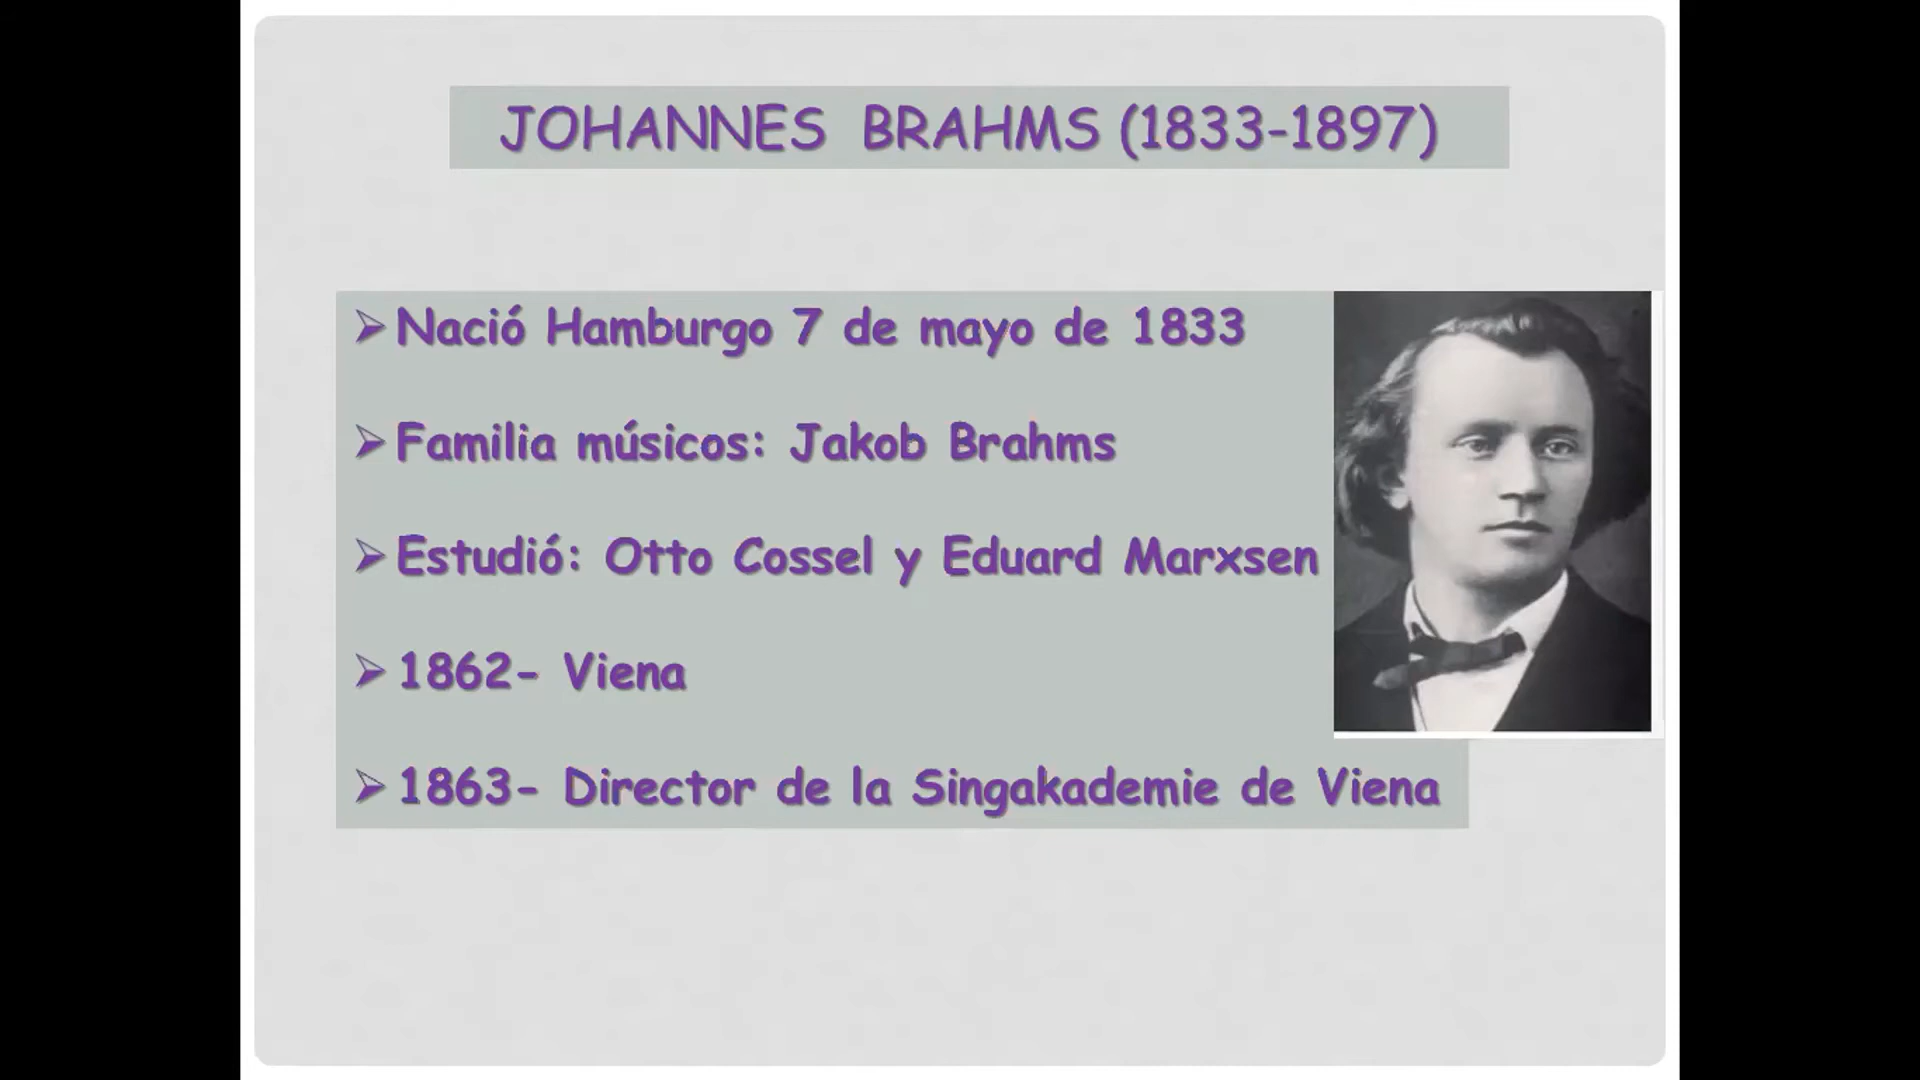 JOHANNES BRAHMS (1833-1897)
➢Nació Hamburgo 7 de mayo de 1833
➢Familia músicos: Jakob Brahms
➢Estudió: Otto Cossel y Eduard Marxsen
➢1862- Viena
➢1863- Director de la Singakademie de Viena